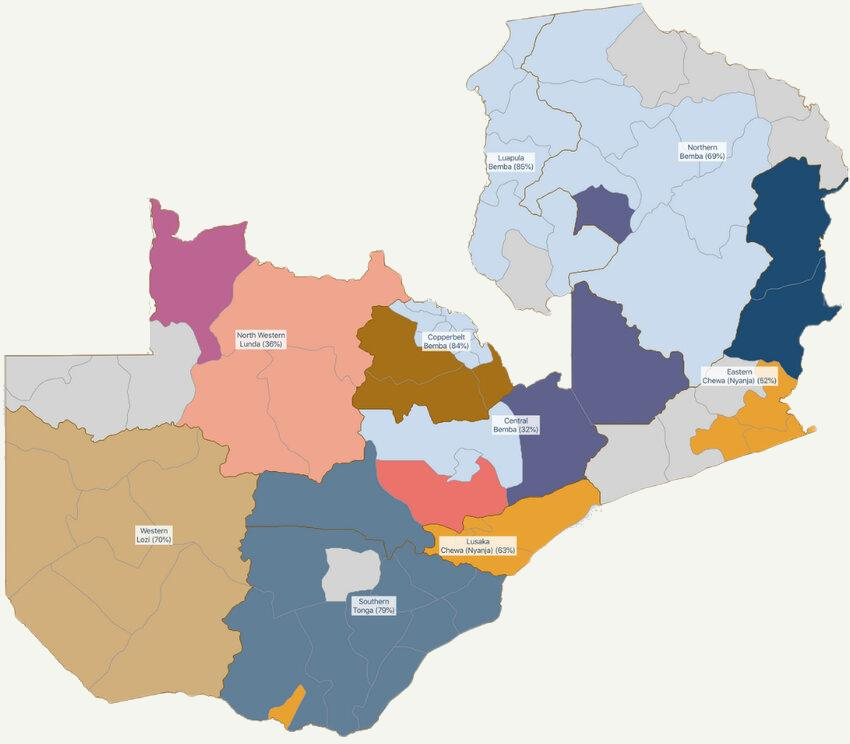 Luapula
Bemba (85%)
Northern
Bemba (69%)
North Western
Lunda (36%)
Copperbelt
Bemba (84%)
Eastern
Chewa (Nyanja) (52%)
Central
Bemba (32%)
Western
Lozi (70%)
Lusaka
Chewa (Nyanja) (63%)
Southern
Tonga (79%)